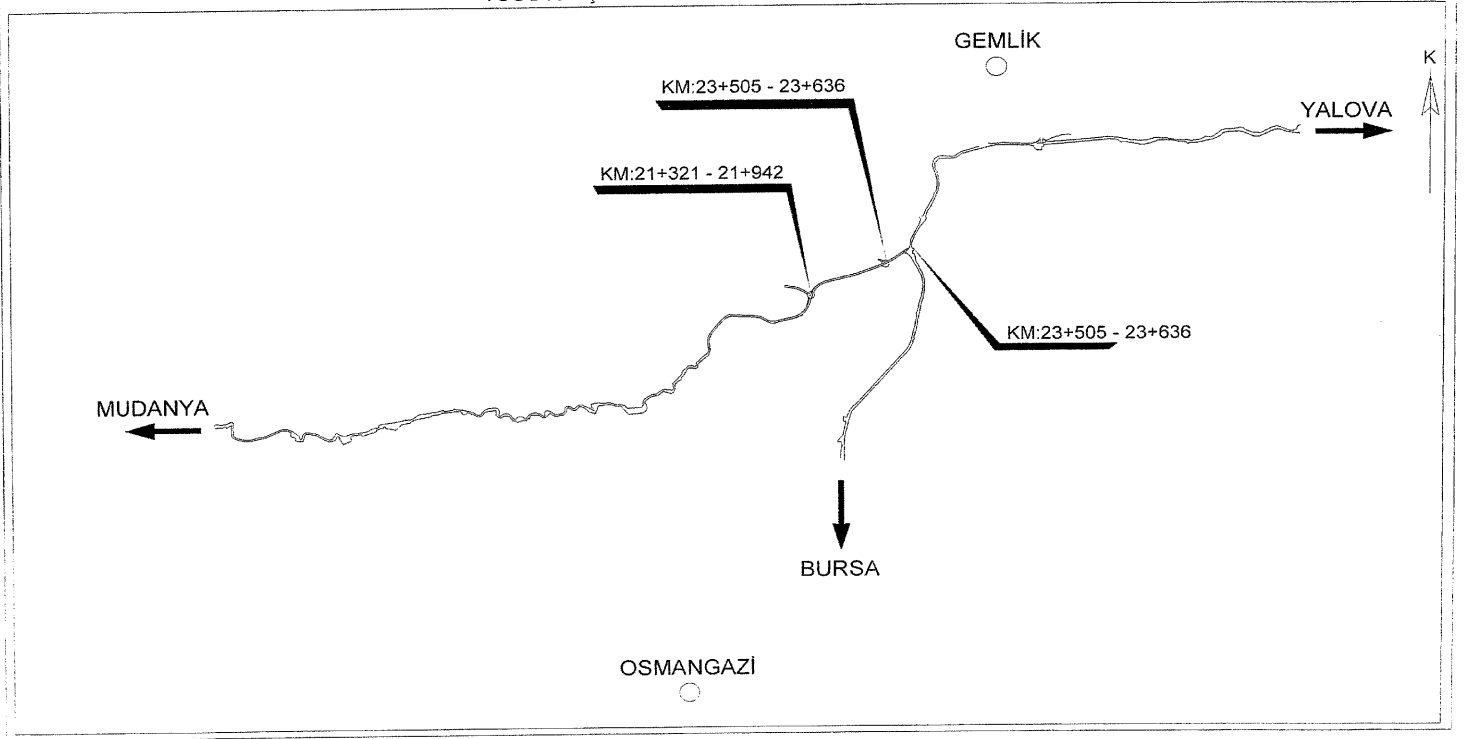 GEMLİK
K
KM:23+505 - 23+636
YALOVA
KM:21+321 - 21+942
KM:23+505 - 23+636
MUDANYA
BURSA
OSMANGAZİ